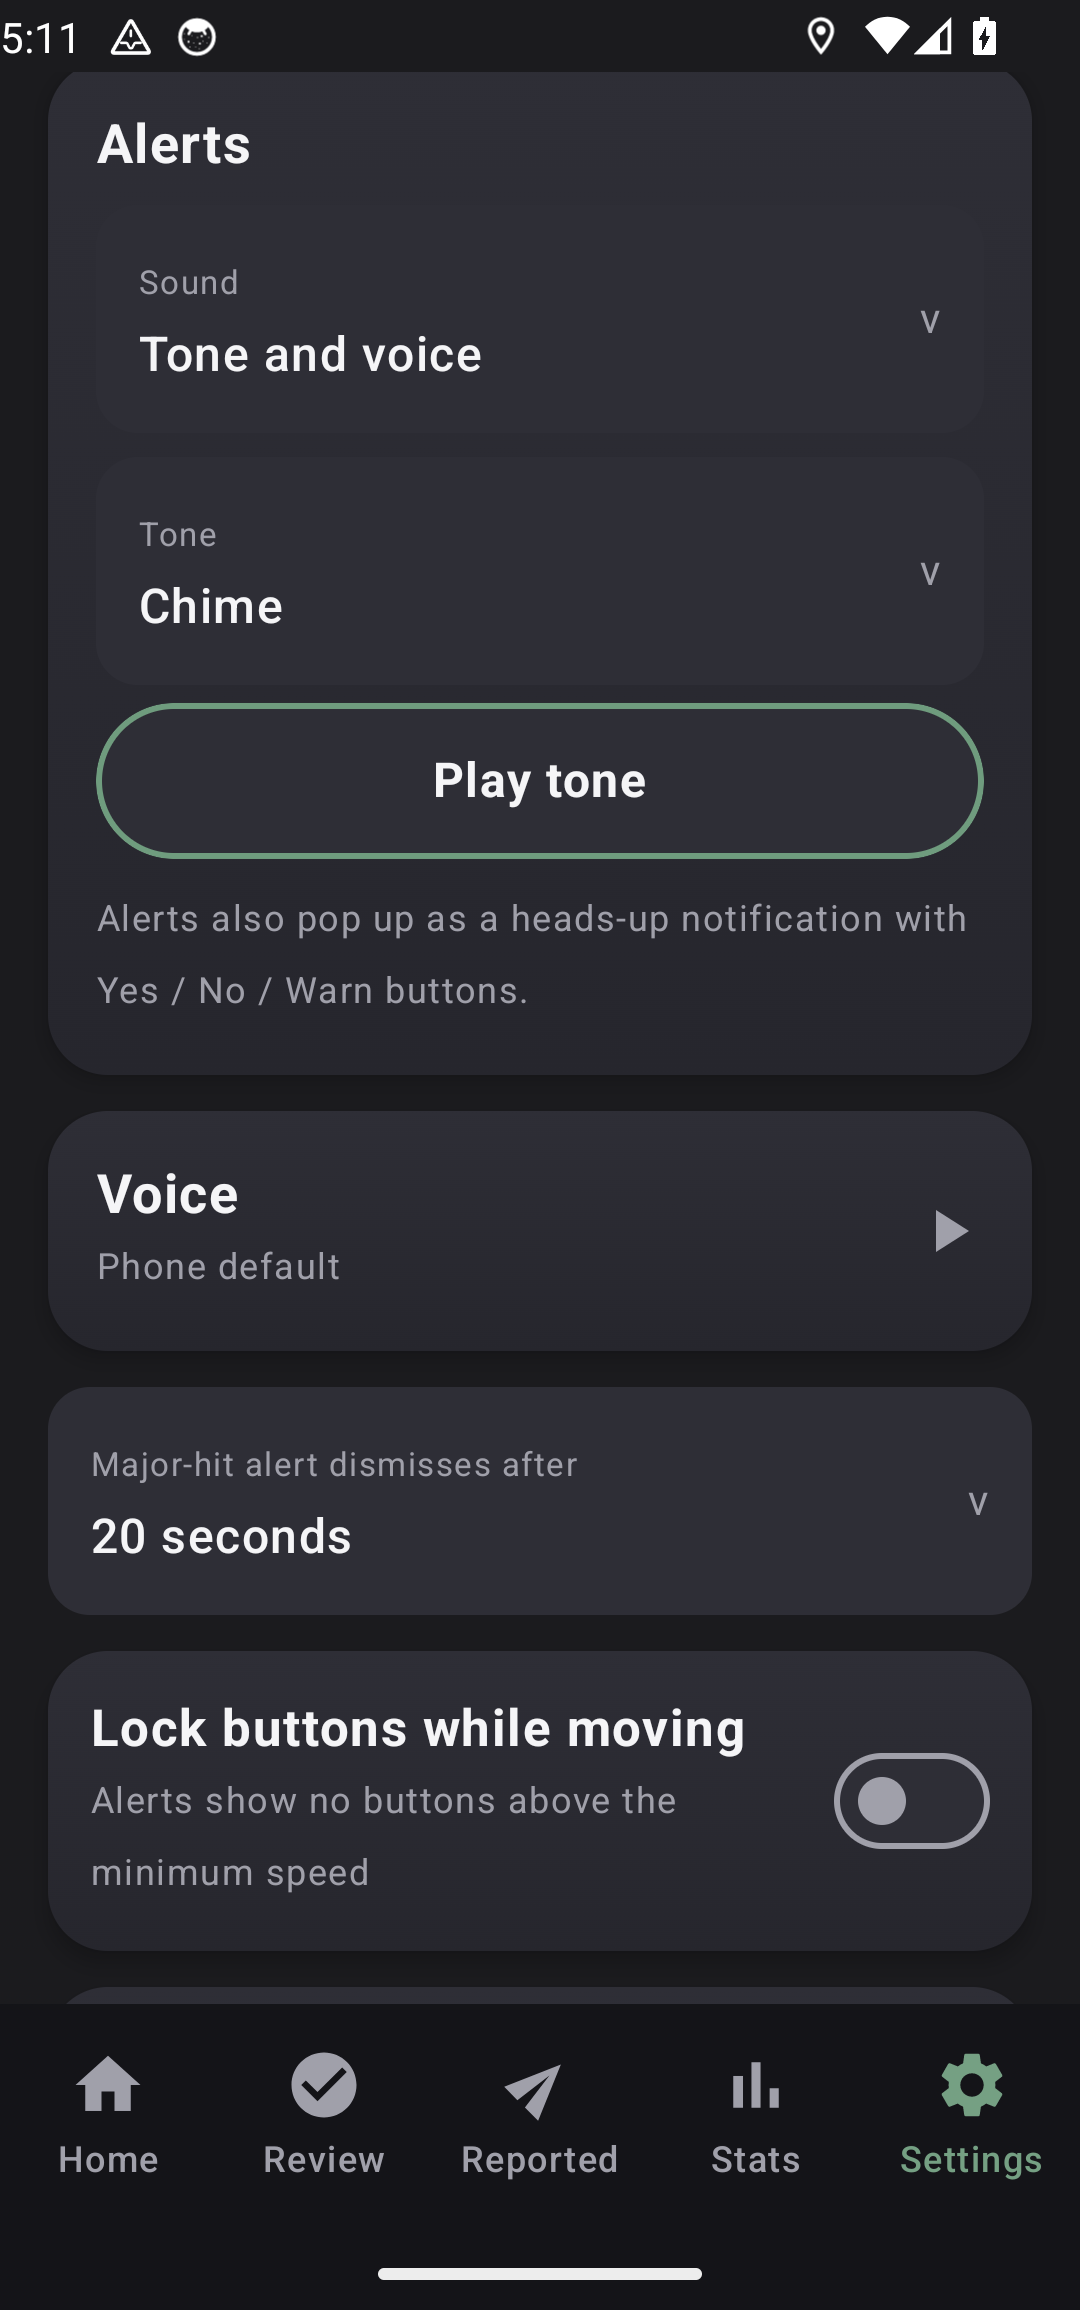 5:11
Alerts
Sound
Tone and voice
v
Tone
Chime
v
Play tone
Alerts also pop up as a heads-up notification with
Yes / No / Warn buttons.
Voice
Phone default
Major-hit alert dismisses after
20 seconds
v
Lock buttons while moving
Alerts show no buttons above the
minimum speed
Home
Review
Reported
Stats
Settings